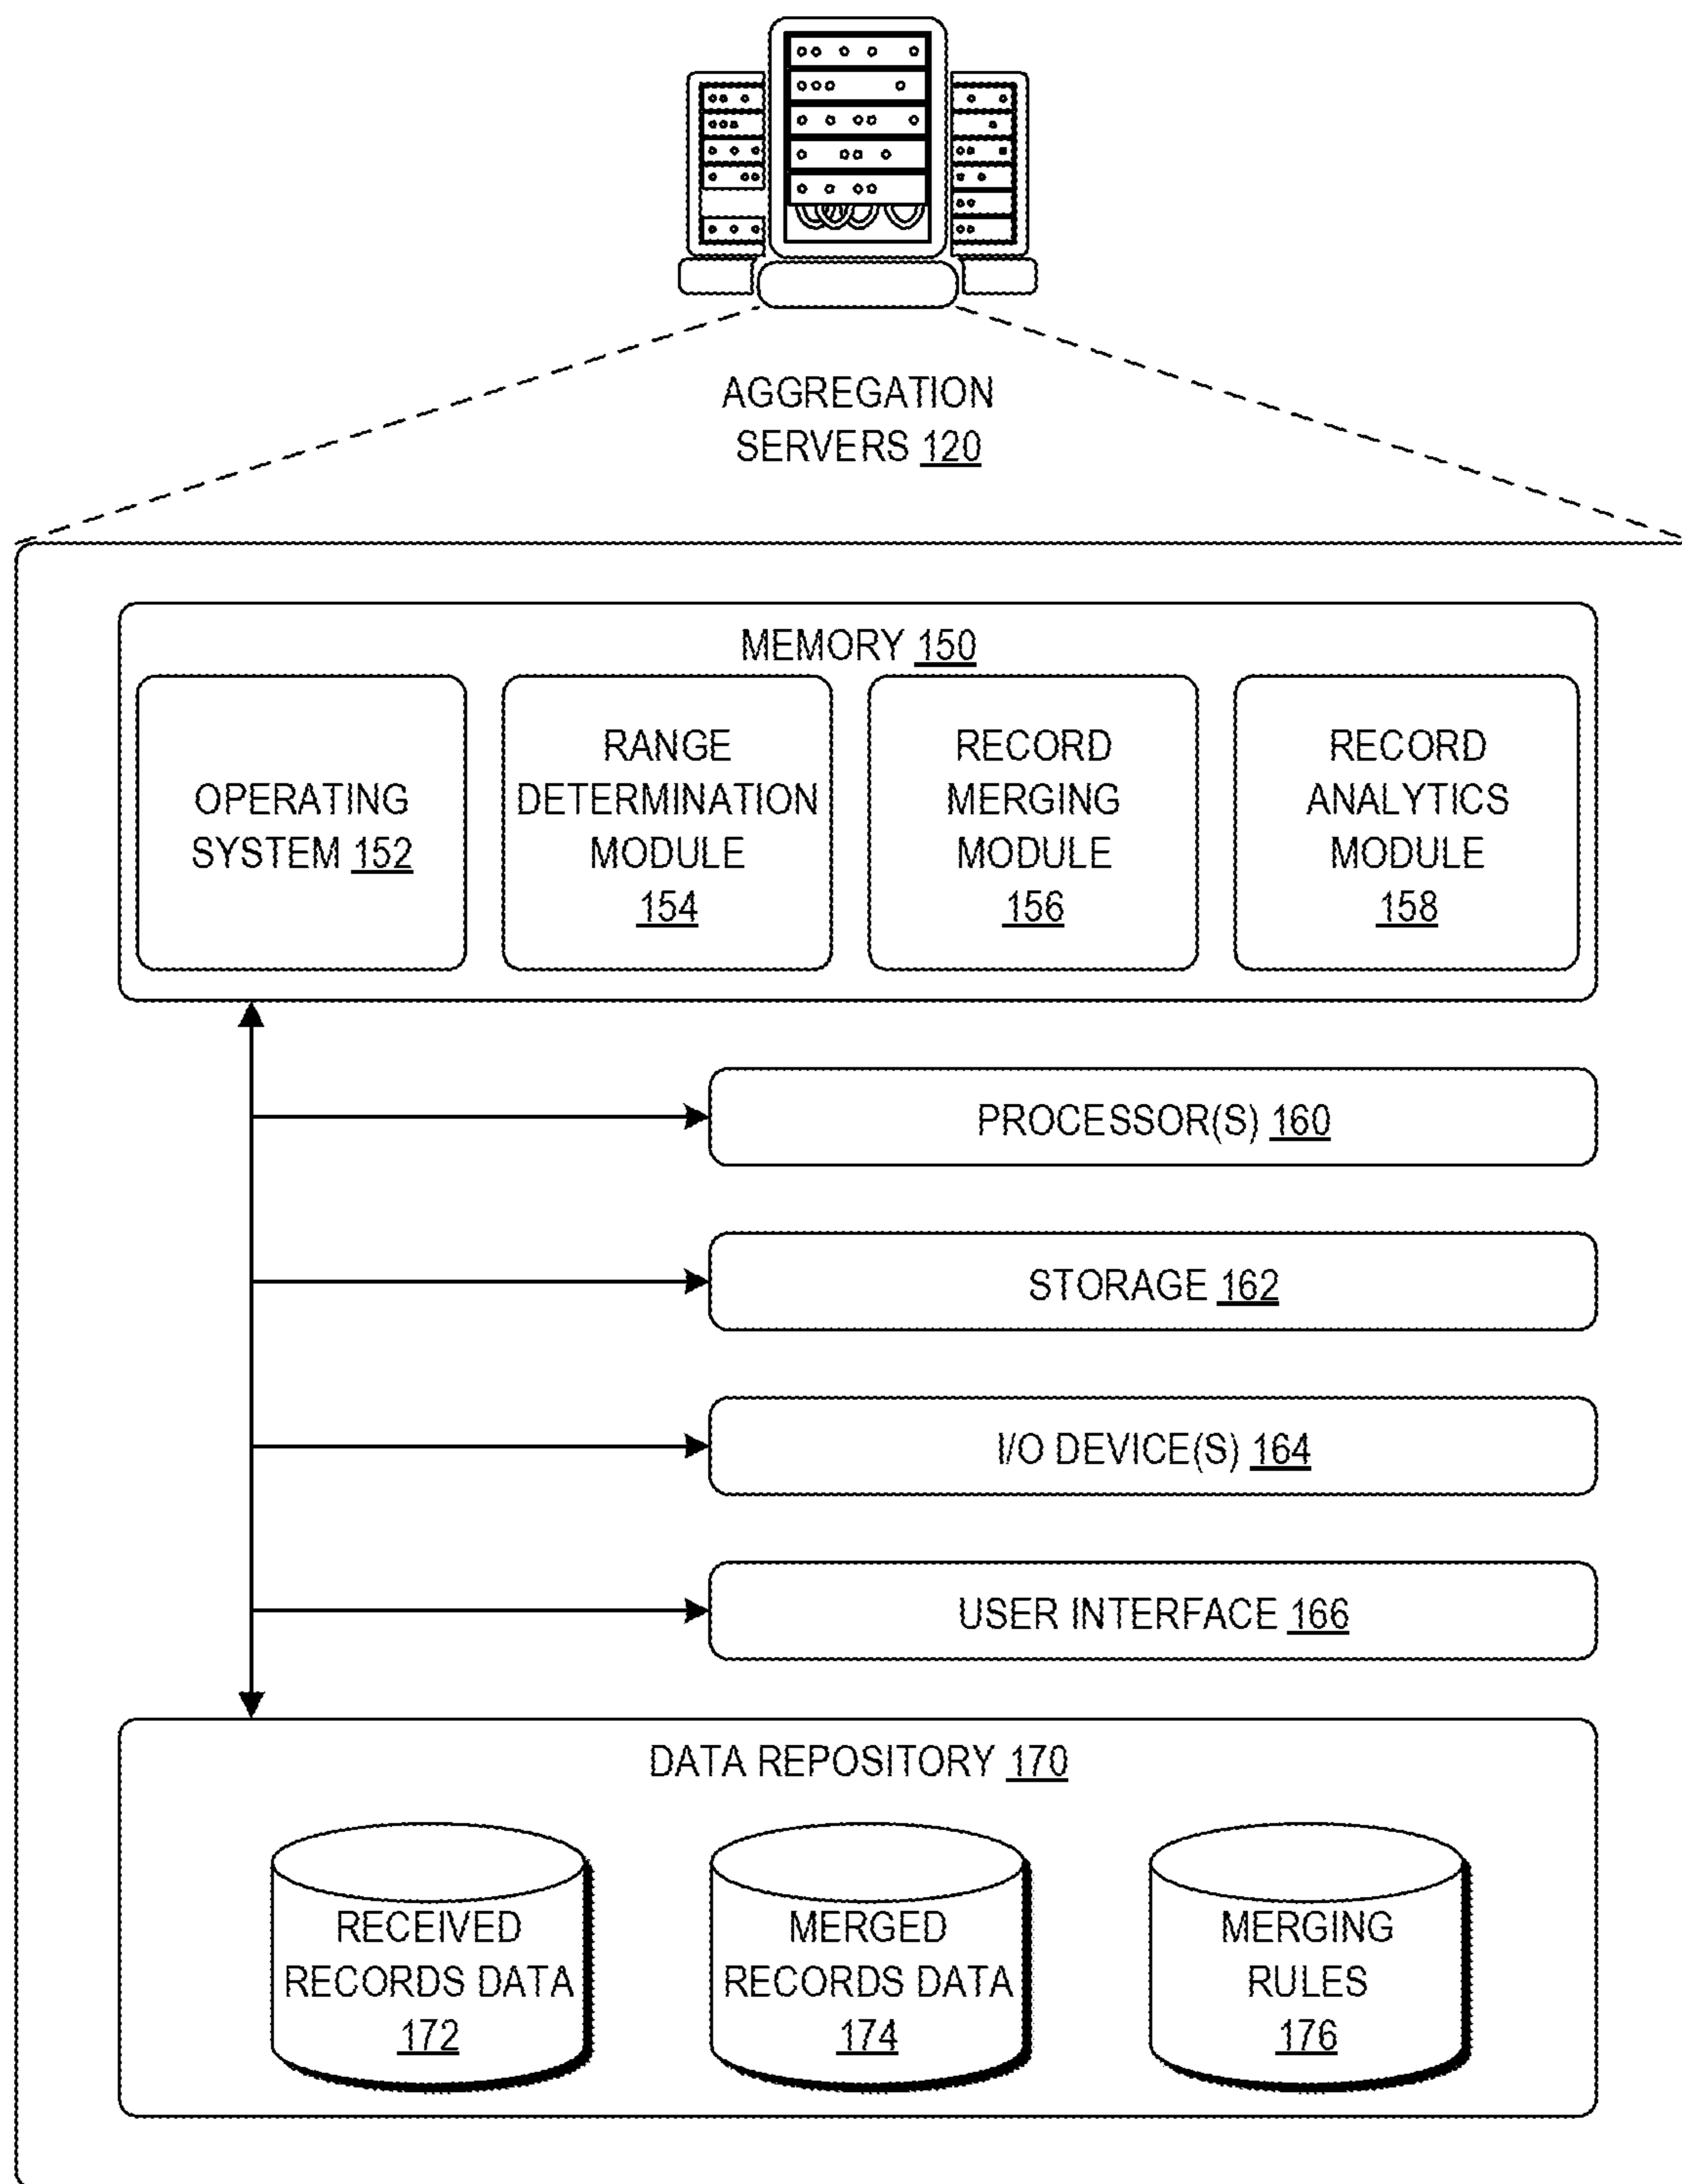 AGGREGATION
SERVERS 120
MEMORY 150
OPERATING
SYSTEM 152
RANGE
DETERMINATION
MODULE
154
RECORD
MERGING
MODULE
156
RECORD
ANALYTICS
MODULE
158
PROCESSOR(S) 160
STORAGE 162
I/O DEVICE(S) 164
USER INTERFACE 166
DATA REPOSITORY 170
RECEIVED
RECORDS DATA
172
MERGED
RECORDS DATA
174
MERGING
RULES
176